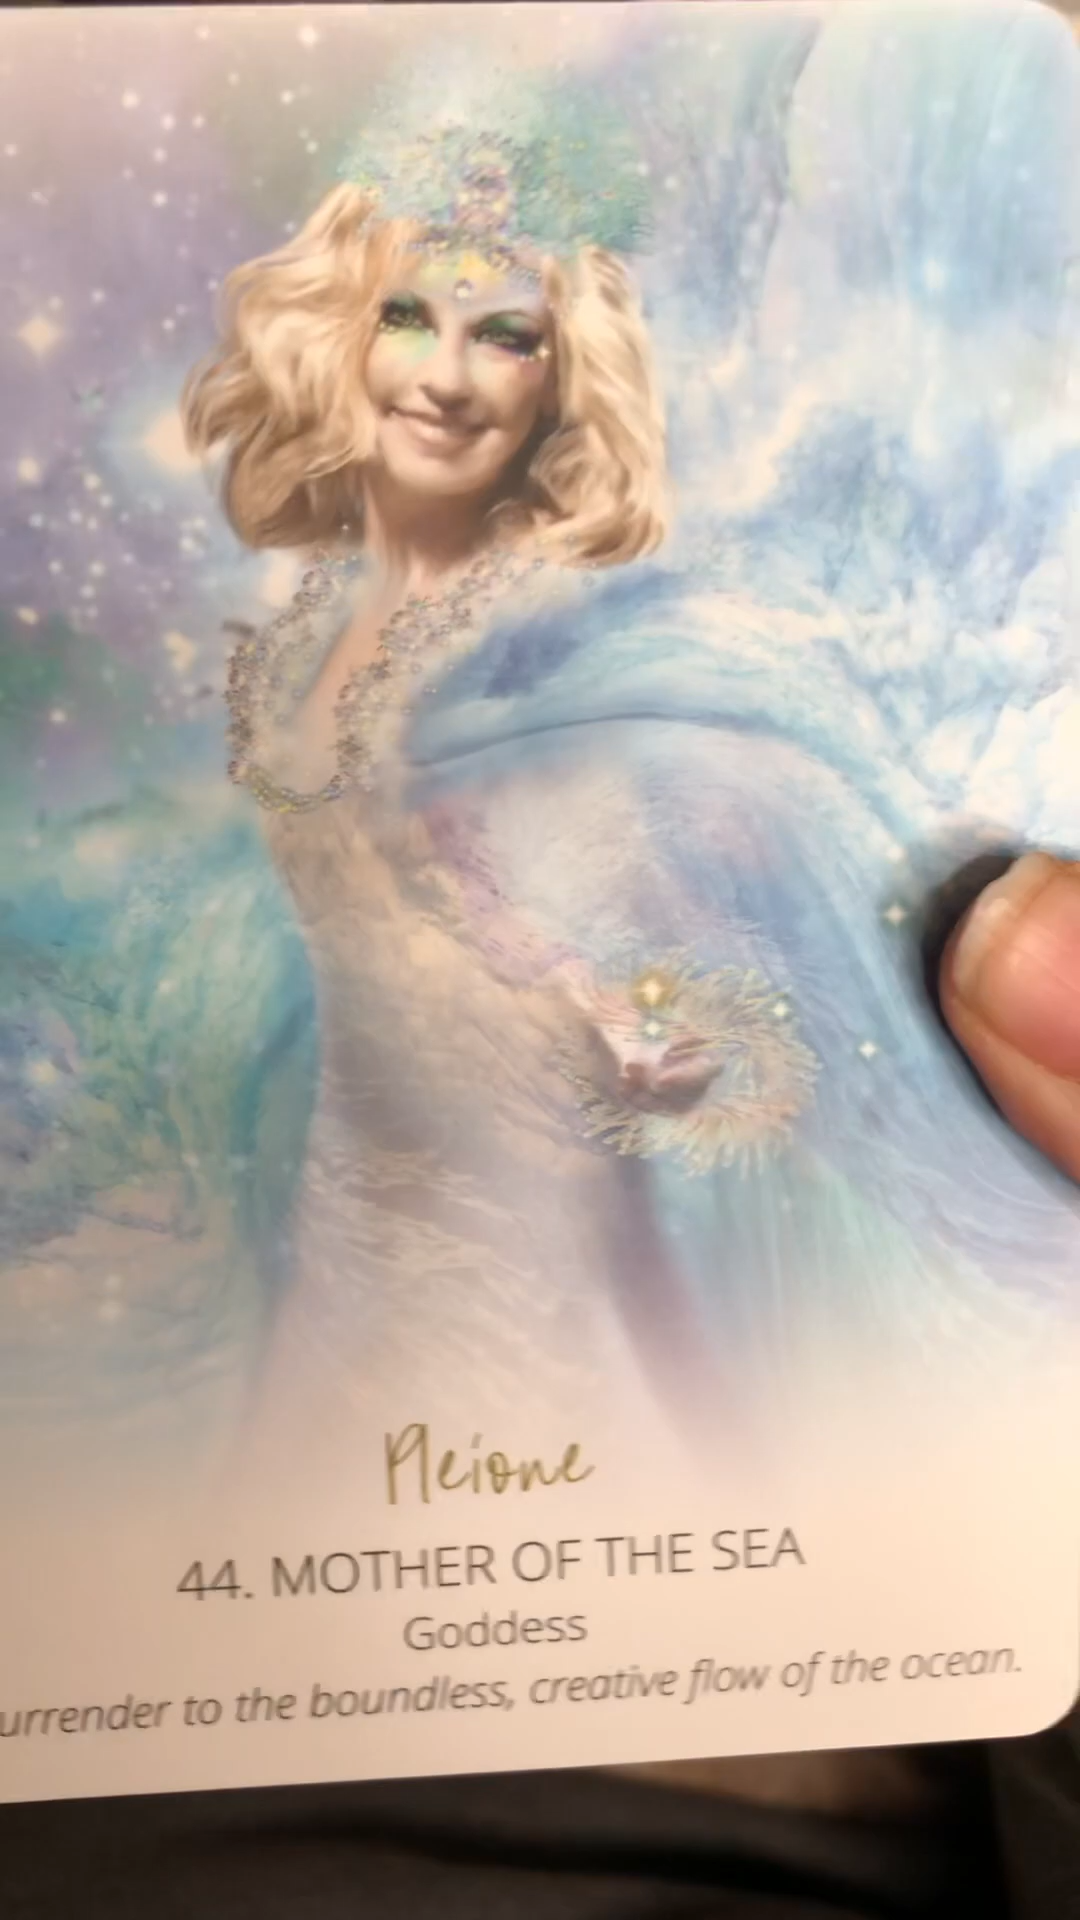 Pleione
44. MOTHER OF THE SEA
Goddess
urrender to the boundless, creative flow of the ocean.